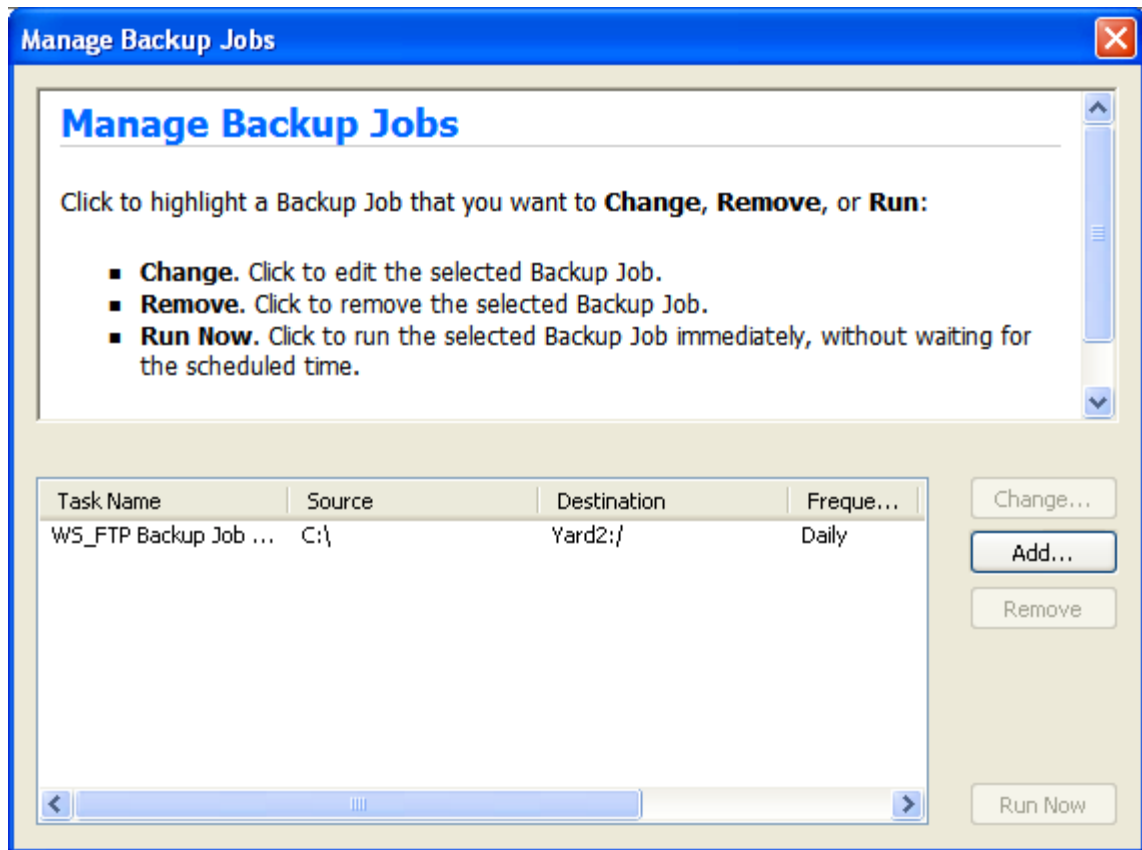 Manage Backup Jobs
Manage Backup Jobs
Click to highlight a Backup Job that you want to Change, Remove, or Run:
■ Change. Click to edit the selected Backup Job.
■ Remove. Click to remove the selected Backup Job.
■ Run Now. Click to run the selected Backup Job immediately, without waiting for
the scheduled time.
Task Name Source Destination Freque...
WS_FTP Backup Job ... C:\ Yard2:/ Daily
Change...
Add...
Remove
Run Now